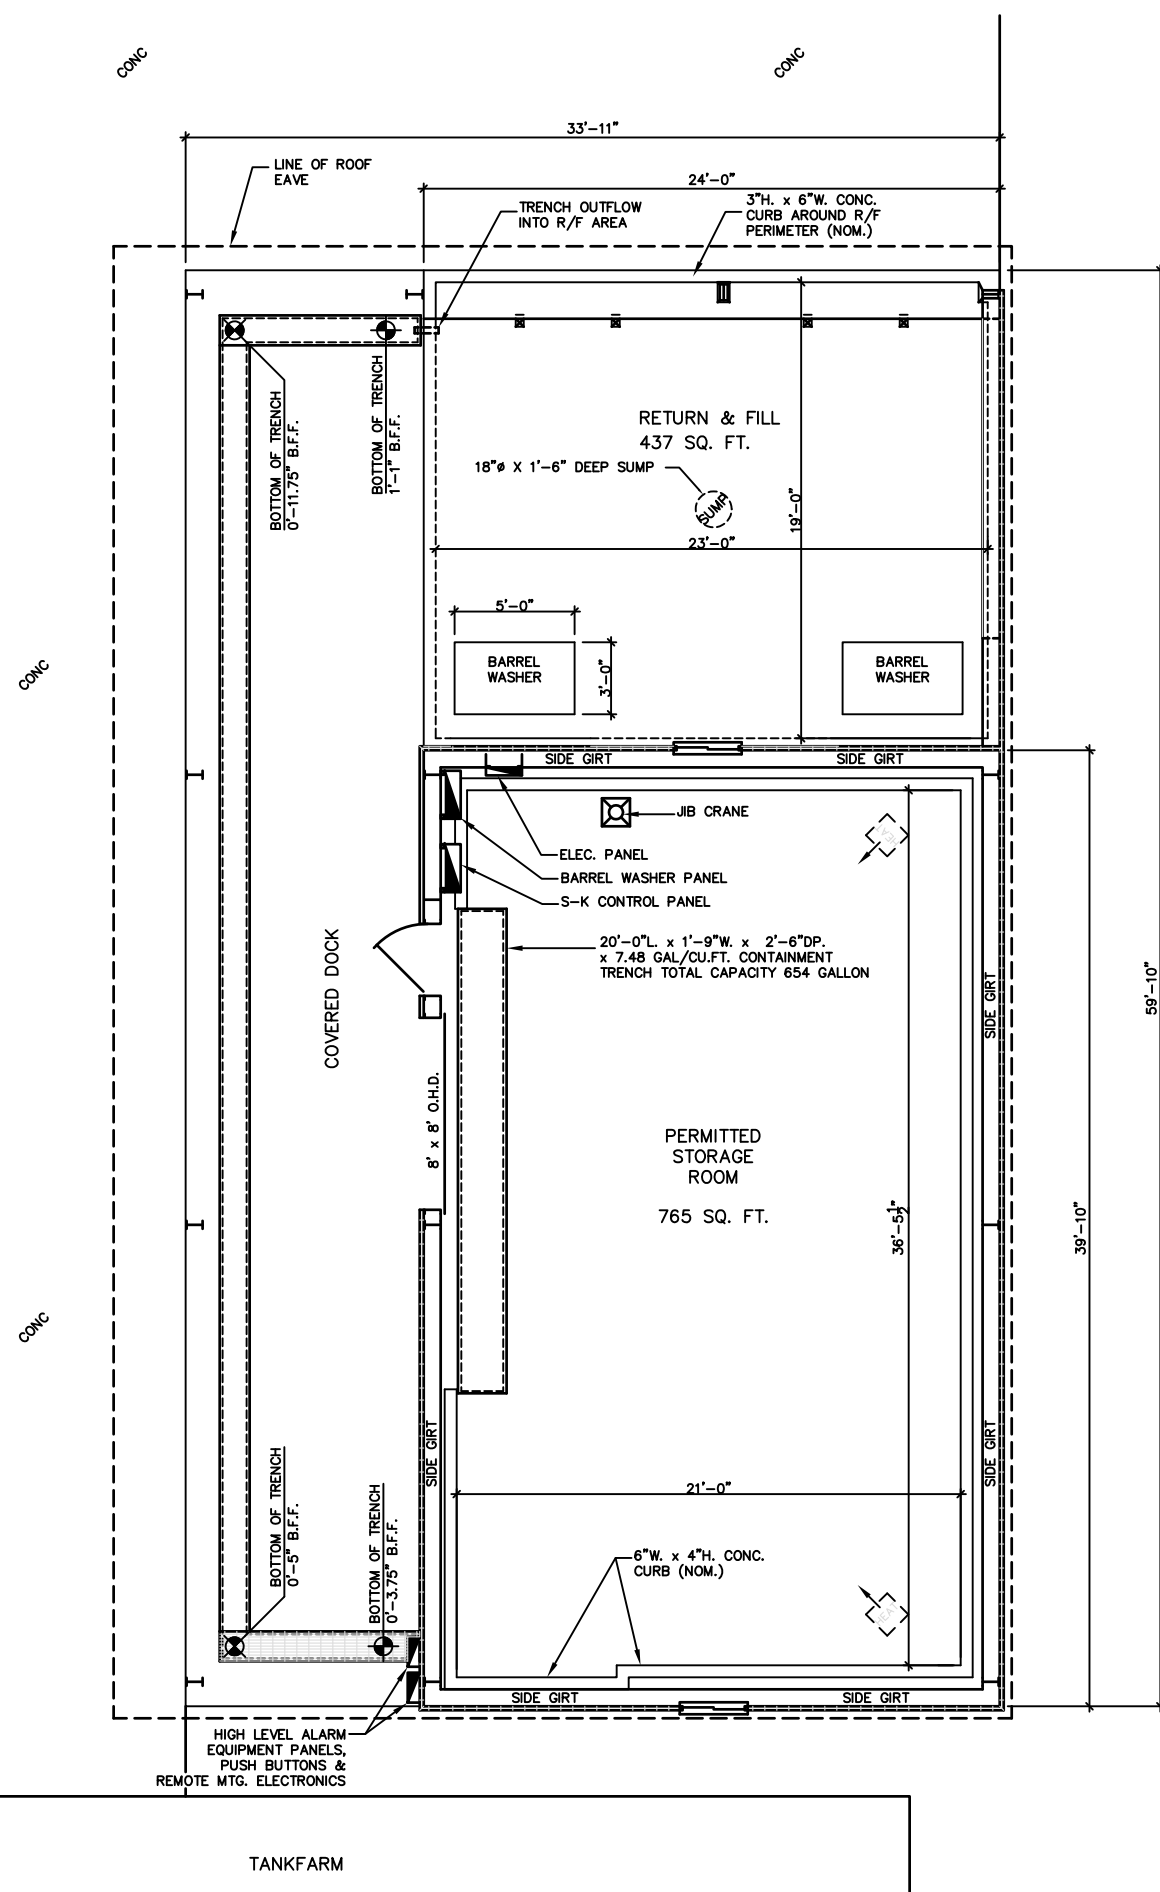 CONC
CONC
33'-11"
LINE OF ROOF
EAVE
24'-0"
TRENCH OUTFLOW
INTO R/F AREA
3"H. x 6"W. CONC.
CURB AROUND R/F
PERIMETER (NOM.)
BOTTOM OF TRENCH
0'-11.75" B.F.F.
BOTTOM OF TRENCH
1'-1" B.F.F.
RETURN & FILL
437 SQ. FT.
18"ø X 1'-6" DEEP SUMP
SUMP
19'-0"
23'-0"
5'-0"
BARREL
WASHER
3'-0"
BARREL
WASHER
CONC
SIDE GIRT
SIDE GIRT
JIB CRANE
HEAT
ELEC. PANEL
BARREL WASHER PANEL
S-K CONTROL PANEL
COVERED DOCK
20'-0"L. x 1'-9"W. x 2'-6"DP.
x 7.48 GAL/CU.FT. CONTAINMENT
TRENCH TOTAL CAPACITY 654 GALLON
SIDE GIRT
59'-10"
8' x 8' O.H.D.
PERMITTED
STORAGE
ROOM
765 SQ. FT.
36'-5½"
39'-10"
CONC
SIDE GIRT
SIDE GIRT
21'-0"
BOTTOM OF TRENCH
0'-5" B.F.F.
BOTTOM OF TRENCH
0'-3.75" B.F.F.
6"W. x 4"H. CONC.
CURB (NOM.)
HEAT
SIDE GIRT
SIDE GIRT
HIGH LEVEL ALARM
EQUIPMENT PANELS,
PUSH BUTTONS &
REMOTE MTG. ELECTRONICS
TANKFARM